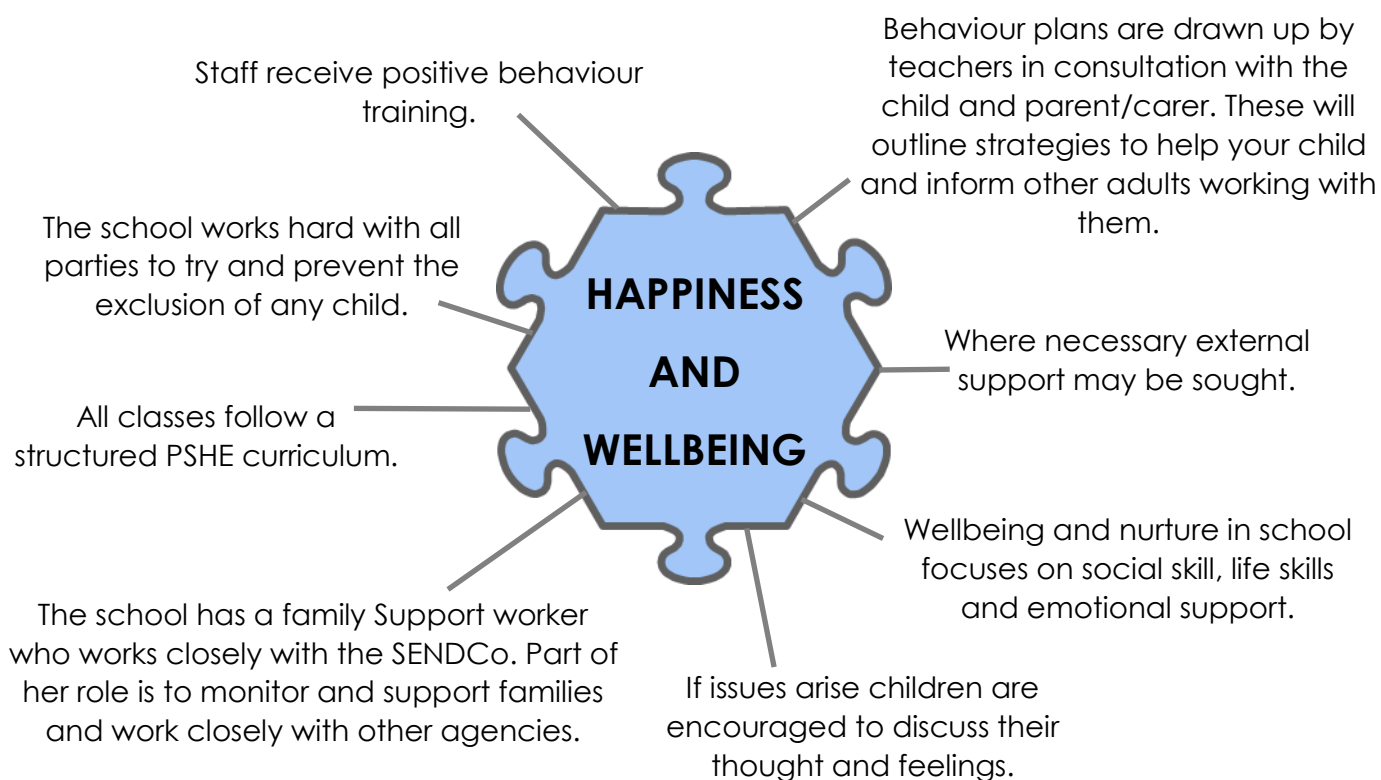 Staff receive positive behaviour
training.
Behaviour plans are drawn up by
teachers in consultation with the
child and parent/carer. These will
outline strategies to help your child
and inform other adults working with
them.
The school works hard with all
parties to try and prevent the
exclusion of any child.
HAPPINESS
AND
WELLBEING
Where necessary external
support may be sought.
All classes follow a
structured PSHE curriculum.
Wellbeing and nurture in school
focuses on social skill, life skills
and emotional support.
The school has a family Support worker
who works closely with the SENDCo. Part of
her role is to monitor and support families
and work closely with other agencies.
If issues arise children are
encouraged to discuss their
thought and feelings.